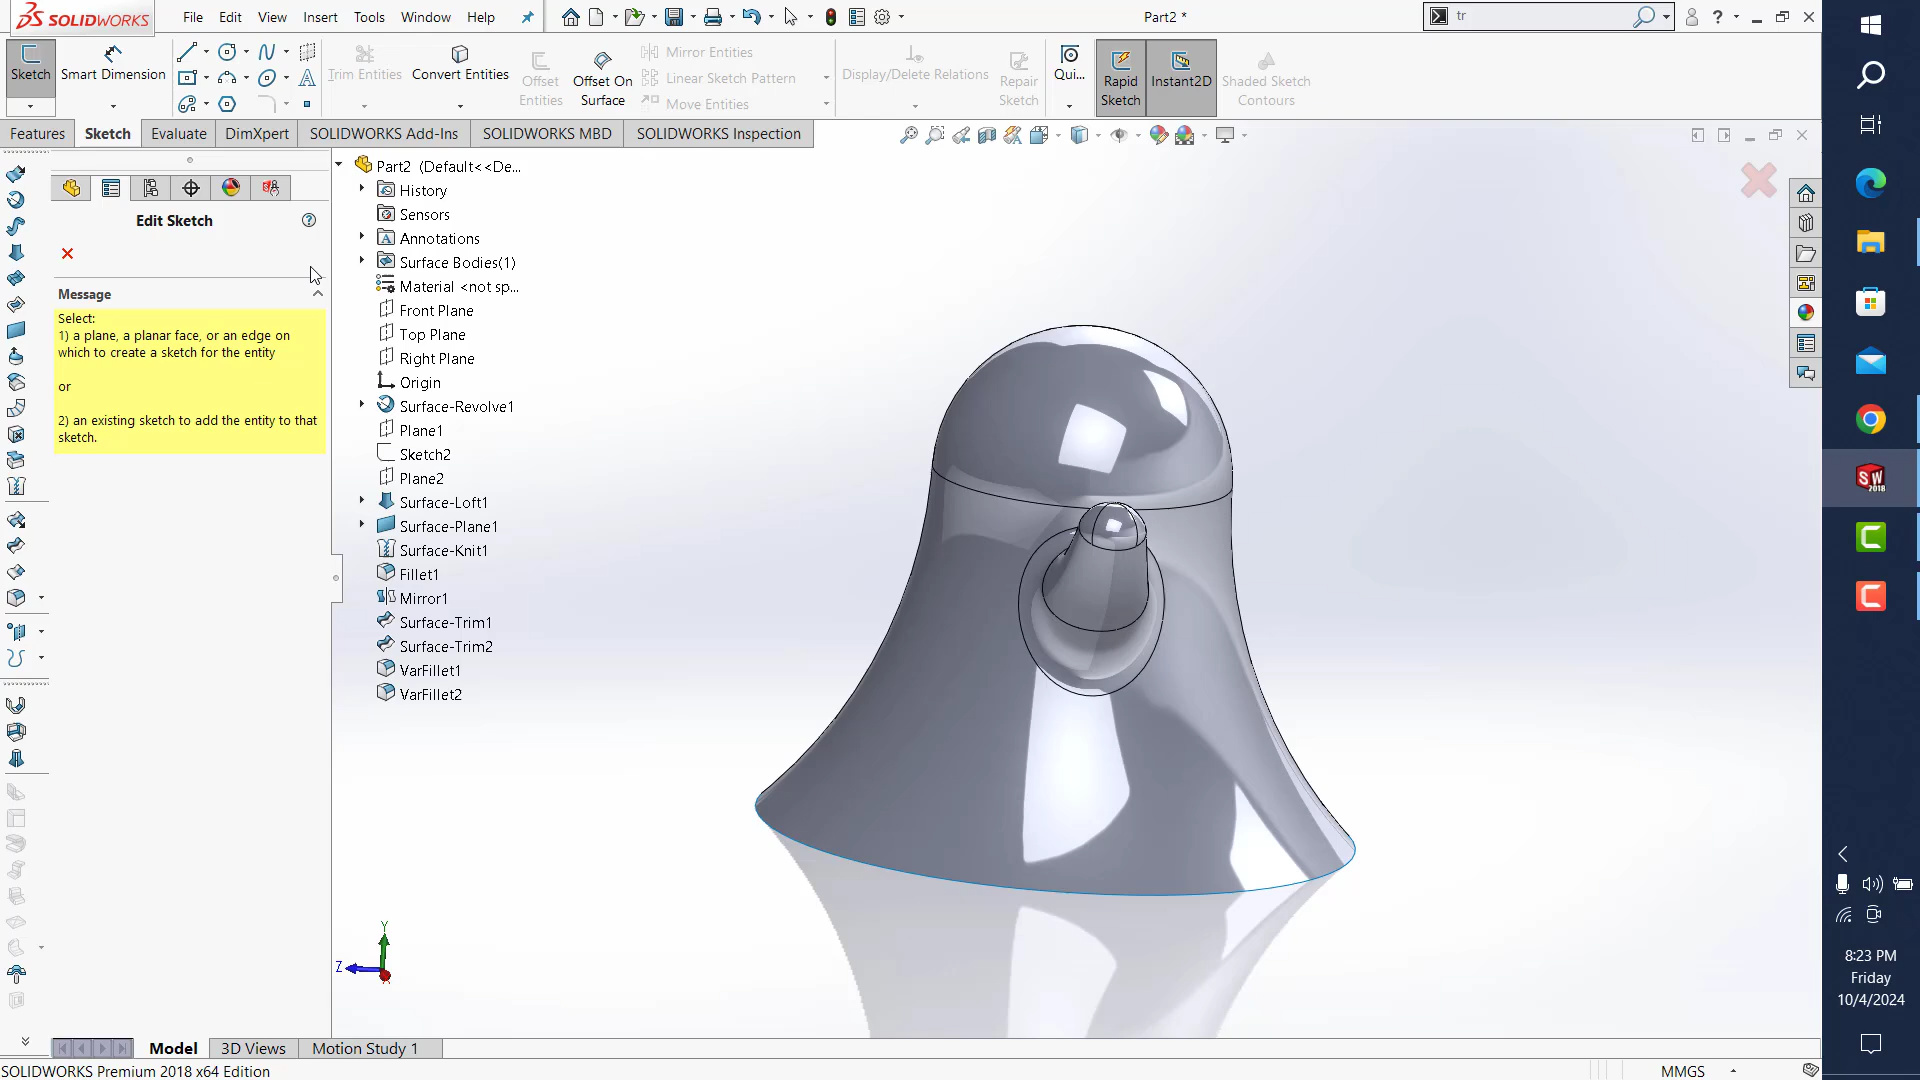 SOLIDWORKS
File Edit View Insert Tools Window Help
Part2 *
tr
Sketch
Smart Dimension
Trim Entities
Convert Entities
Offset Entities
Offset On Surface
Mirror Entities
Linear Sketch Pattern
Move Entities
Display/Delete Relations
Repair Sketch
Qui...
Rapid Sketch
Instant2D
Shaded Sketch Contours
Features Sketch Evaluate DimXpert SOLIDWORKS Add-Ins SOLIDWORKS MBD SOLIDWORKS Inspection
Edit Sketch
Message
Select:
1) a plane, a planar face, or an edge on
which to create a sketch for the entity
or
2) an existing sketch to add the entity to that
sketch.
Part2 (Default<<De...
History
Sensors
Annotations
Surface Bodies(1)
Material <not sp...
Front Plane
Top Plane
Right Plane
Origin
Surface-Revolve1
Plane1
Sketch2
Plane2
Surface-Loft1
Surface-Plane1
Surface-Knit1
Fillet1
Mirror1
Surface-Trim1
Surface-Trim2
VarFillet1
VarFillet2
Y
Z
SW
2018
8:23 PM
Friday
10/4/2024
Model 3D Views Motion Study 1
SOLIDWORKS Premium 2018 x64 Edition
MMGS